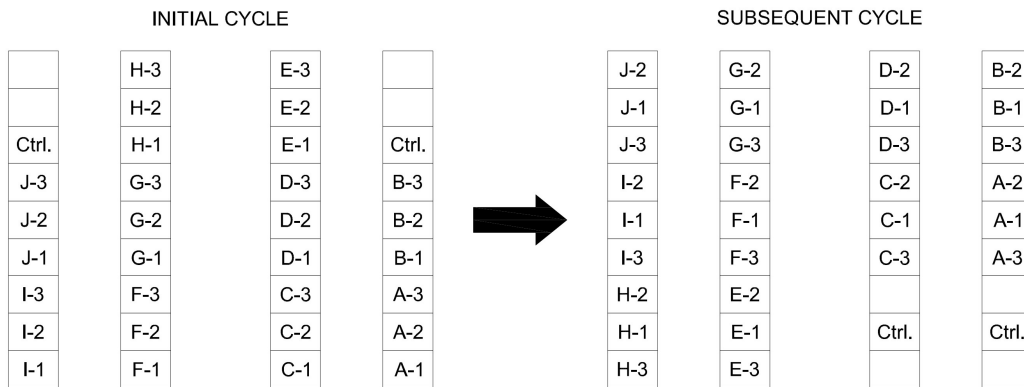 INITIAL CYCLE SUBSEQUENT CYCLE
H-3 E-3 J-2 G-2 D-2 B-2
H-2 E-2 J-1 G-1 D-1 B-1
Ctrl. H-1 E-1 Ctrl. J-3 G-3 D-3 B-3
J-3 G-3 D-3 B-3 I-2 F-2 C-2 A-2
J-2 G-2 D-2 B-2 I-1 F-1 C-1 A-1
J-1 G-1 D-1 B-1 I-3 F-3 C-3 A-3
I-3 F-3 C-3 A-3 H-2 E-2
I-2 F-2 C-2 A-2 H-1 E-1 Ctrl. Ctrl.
I-1 F-1 C-1 A-1 H-3 E-3